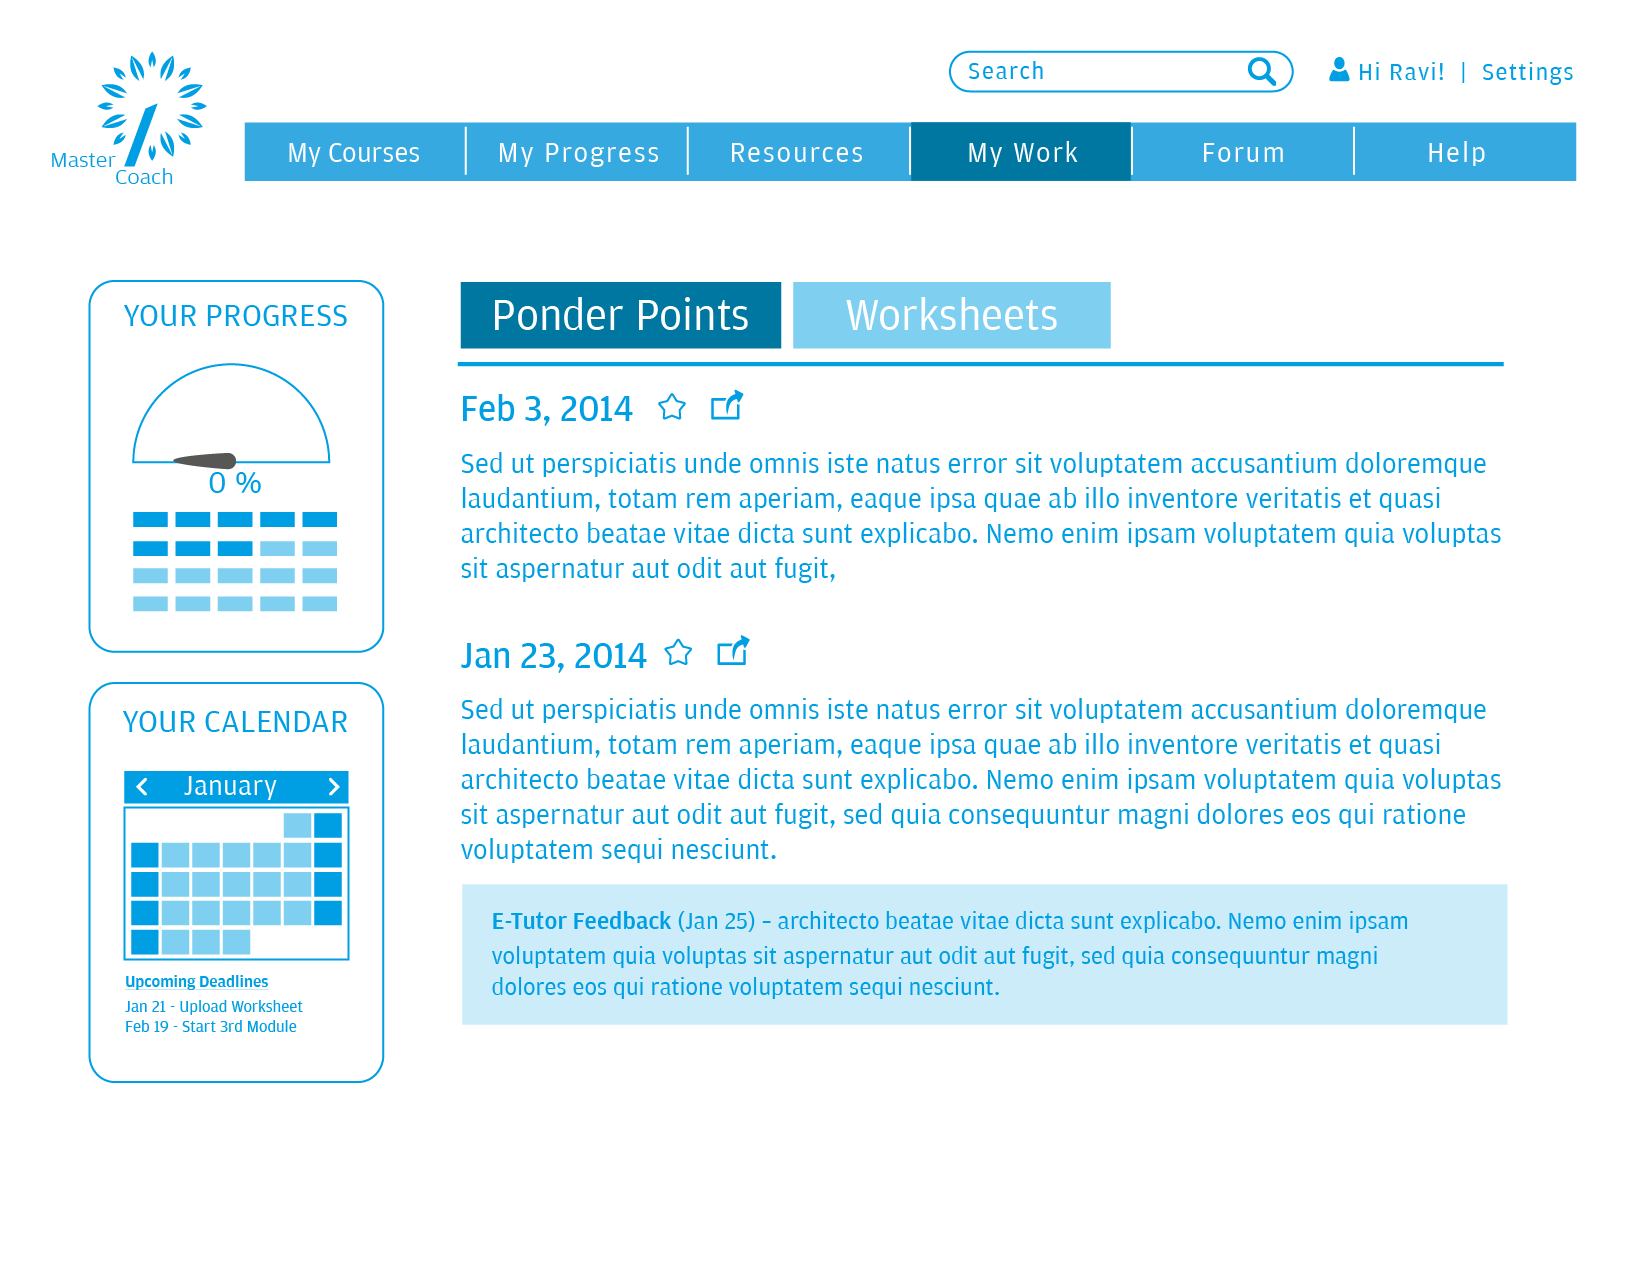 Search
Hi Ravi! | Settings
Master
Coach
My Courses
My Progress
Resources
My Work
Forum
Help
YOUR PROGRESS
0 %
YOUR CALENDAR
January
Upcoming Deadlines
Jan 21 - Upload Worksheet
Feb 19 - Start 3rd Module
Ponder Points
Worksheets
Feb 3, 2014
Sed ut perspiciatis unde omnis iste natus error sit voluptatem accusantium doloremque
laudantium, totam rem aperiam, eaque ipsa quae ab illo inventore veritatis et quasi
architecto beatae vitae dicta sunt explicabo. Nemo enim ipsam voluptatem quia voluptas
sit aspernatur aut odit aut fugit,
Jan 23, 2014
Sed ut perspiciatis unde omnis iste natus error sit voluptatem accusantium doloremque
laudantium, totam rem aperiam, eaque ipsa quae ab illo inventore veritatis et quasi
architecto beatae vitae dicta sunt explicabo. Nemo enim ipsam voluptatem quia voluptas
sit aspernatur aut odit aut fugit, sed quia consequuntur magni dolores eos qui ratione
voluptatem sequi nesciunt.
E-Tutor Feedback (Jan 25) – architecto beatae vitae dicta sunt explicabo. Nemo enim ipsam
voluptatem quia voluptas sit aspernatur aut odit aut fugit, sed quia consequuntur magni
dolores eos qui ratione voluptatem sequi nesciunt.